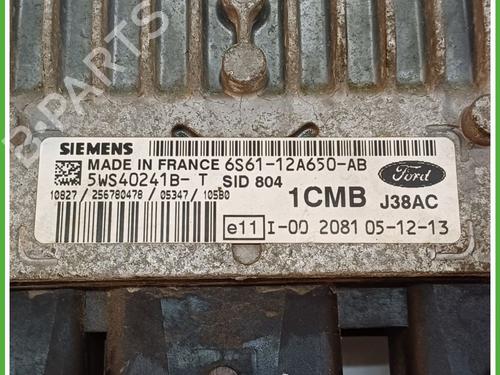 B-PARTS
SIEMENS
MADE IN FRANCE 6S61-12A650-AB
5WS40241B- T SID 804
10827 / 256780478 / 05347 / 105B0
1CMB J38AC
Ford
e11 I-00 2081 05-12-13